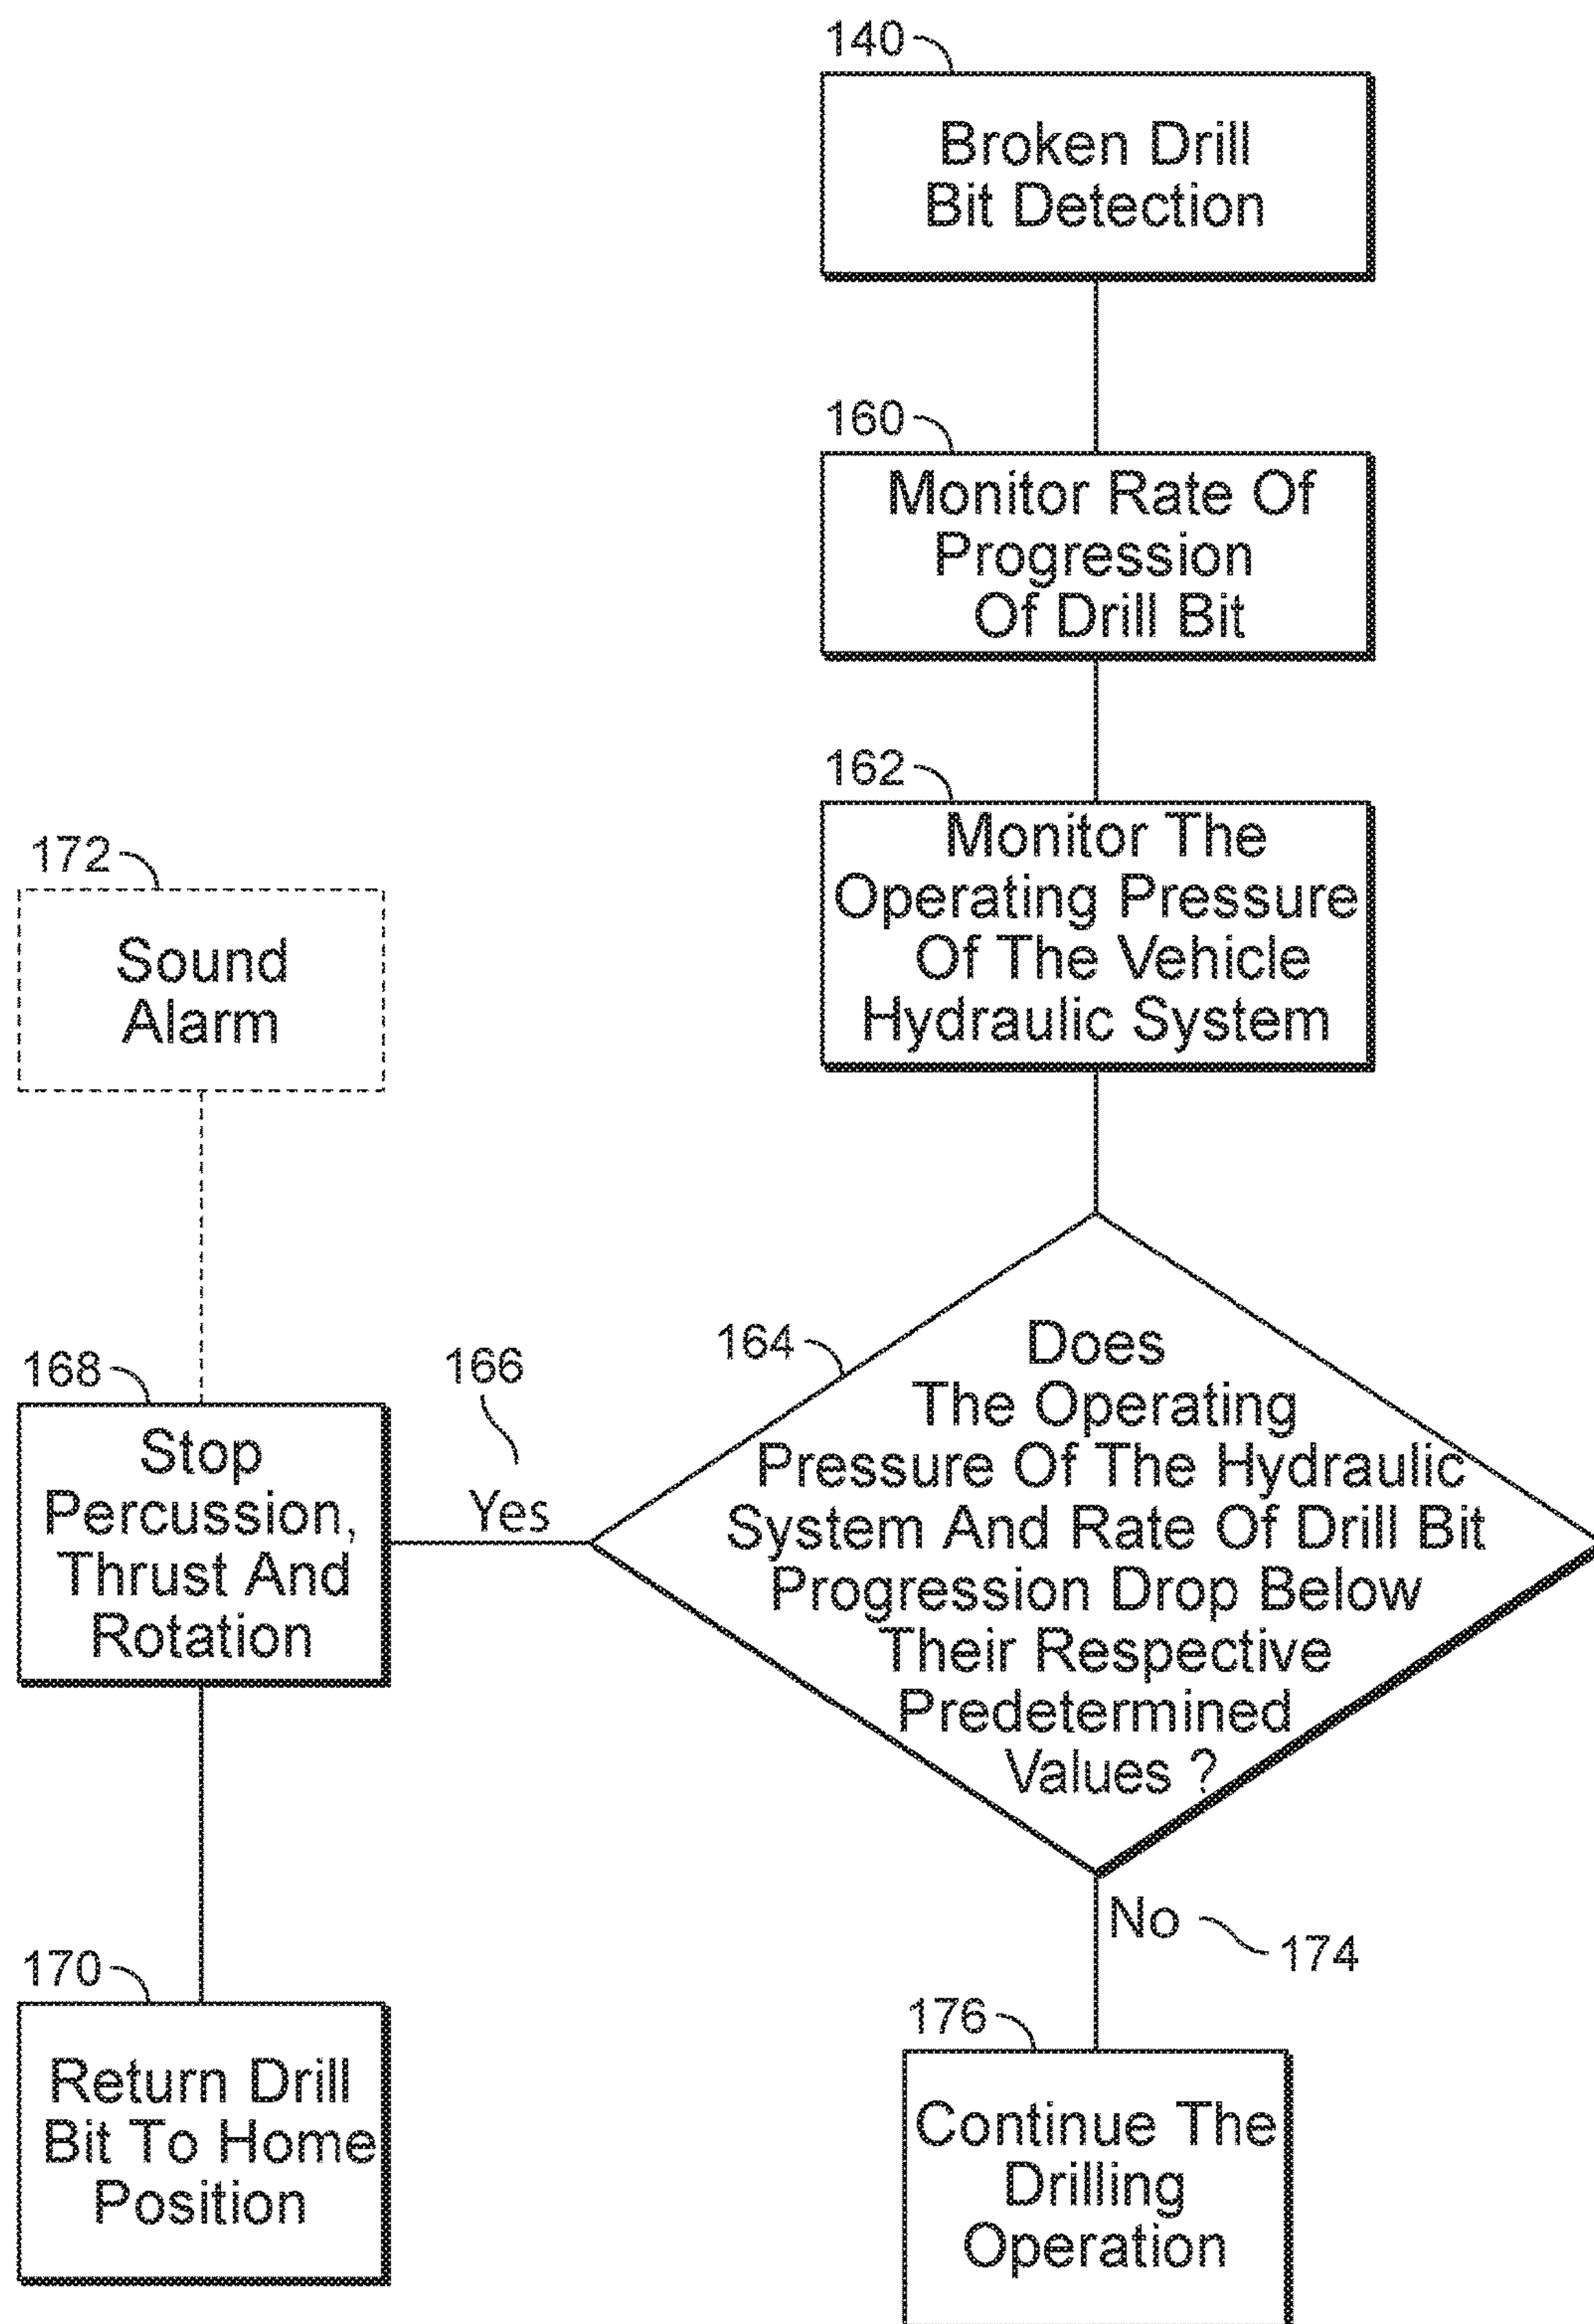 140
Broken Drill
Bit Detection
160
Monitor Rate Of
Progression
Of Drill Bit
162
Monitor The
Operating Pressure
Of The Vehicle
Hydraulic System
172
Sound
Alarm
164
Does
The Operating
Pressure Of The Hydraulic
System And Rate Of Drill Bit
Progression Drop Below
Their Respective
Predetermined
Values ?
166
Yes
168
Stop
Percussion,
Thrust And
Rotation
170
Return Drill
Bit To Home
Position
No
174
176
Continue The
Drilling
Operation